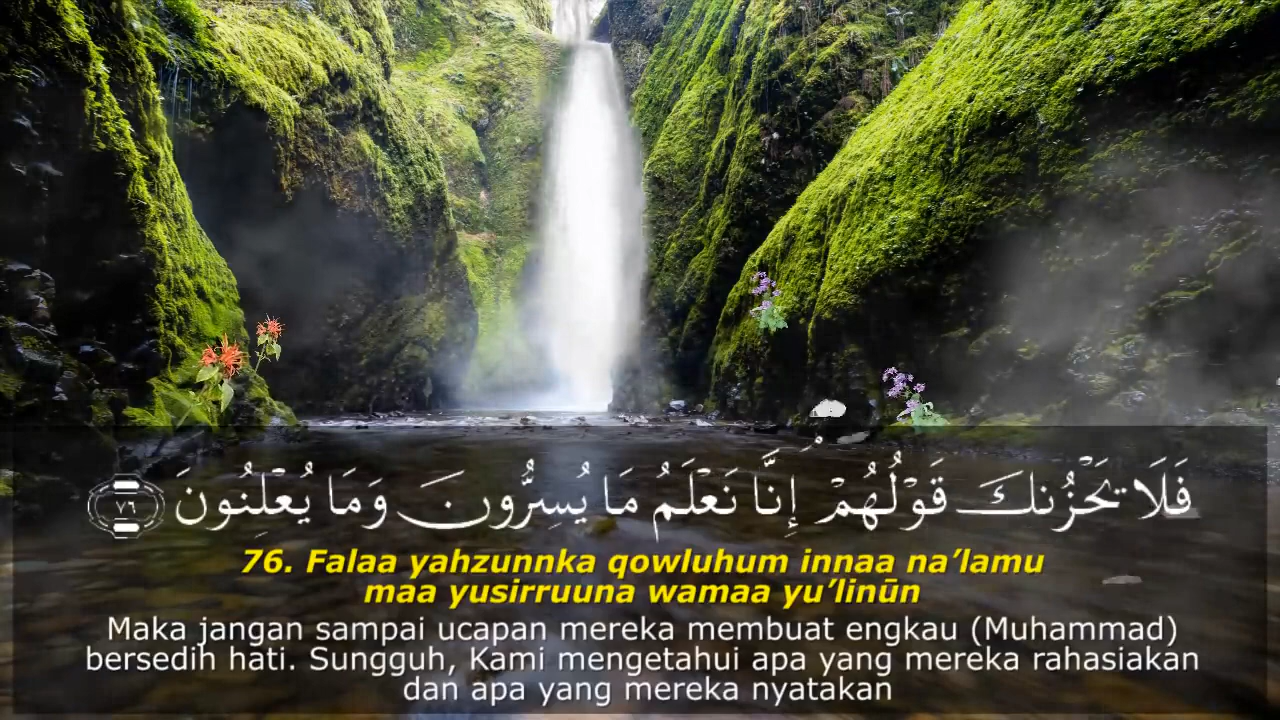 فَلَا يَحْزُنكَ قَوْلُهُمْ ۘ إِنَّا نَعْلَمُ مَا يُسِرُّونَ وَمَا يُعْلِنُونَ ٧٦
76. Falaa yahzunnka qowluhum innaa na’lamu
maa yusirruuna wamaa yu’linūn
Maka jangan sampai ucapan mereka membuat engkau (Muhammad)
bersedih hati. Sungguh, Kami mengetahui apa yang mereka rahasiakan
dan apa yang mereka nyatakan